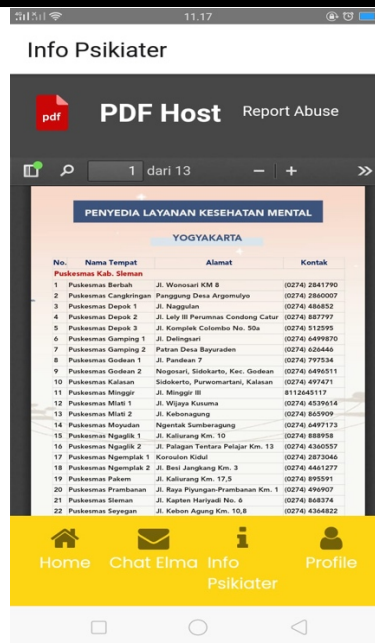 11.17
Info Psikiater
pdf
PDF Host Report Abuse
1 dari 13
PENYEDIA LAYANAN KESEHATAN MENTAL
YOGYAKARTA
No. Nama Tempat Alamat Kontak
Puskesmas Kab. Sleman
1 Puskesmas Berbah Jl. Wonosari KM 8 (0274) 2841790
2 Puskesmas Cangkringan Panggung Desa Argomulyo (0274) 2860007
3 Puskesmas Depok 1 Jl. Naggulan (0274) 486852
4 Puskesmas Depok 2 Jl. Lely III Perumnas Condong Catur (0274) 887797
5 Puskesmas Depok 3 Jl. Komplek Colombo No. 50a (0274) 512595
6 Puskesmas Gamping 1 Jl. Delingsari (0274) 6499870
7 Puskesmas Gamping 2 Patran Desa Bayuraden (0274) 626446
8 Puskesmas Godean 1 Jl. Pandean 7 (0274) 797534
9 Puskesmas Godean 2 Nogosari, Sidokarto, Kec. Godean (0274) 6496511
10 Puskesmas Kalasan Sidokerto, Purwomartani, Kalasan (0274) 497471
11 Puskesmas Minggir Jl. Minggir III 8112645117
12 Puskesmas Mlati 1 Jl. Wijaya Kusuma (0274) 4539614
13 Puskesmas Mlati 2 Jl. Kebonagung (0274) 865909
14 Puskesmas Moyudan Ngentak Sumberagung (0274) 6497173
15 Puskesmas Ngaglik 1 Jl. Kaliurang Km. 10 (0274) 888958
16 Puskesmas Ngaglik 2 Jl. Palagan Tentara Pelajar Km. 13 (0274) 4360557
17 Puskesmas Ngemplak 1 Koroulon Kidul (0274) 2873046
18 Puskesmas Ngemplak 2 Jl. Besi Jangkang Km. 3 (0274) 4461277
19 Puskesmas Pakem Jl. Kaliurang Km. 17,5 (0274) 895591
20 Puskesmas Prambanan Jl. Raya Piyungan-Prambanan Km. 1 (0274) 496907
21 Puskesmas Sleman Jl. Kapten Hariyadi No. 6 (0274) 868374
22 Puskesmas Seyegan Jl. Kebon Agung Km. 10,8 (0274) 4364822
Home Chat Elma Info Psikiater Profile